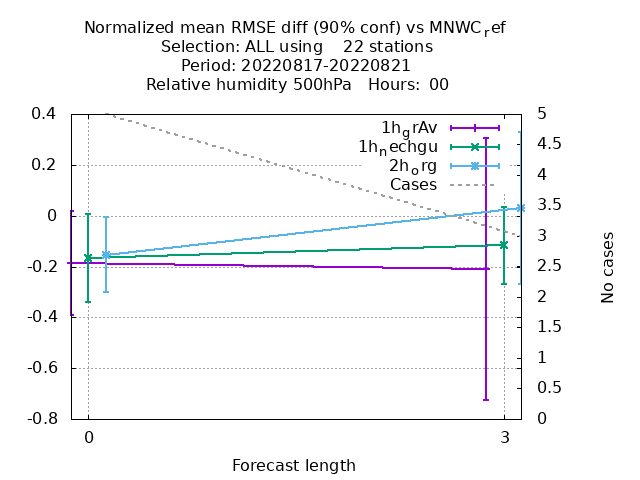 Normalized mean RMSE diff (90% conf) vs MNWC_ref
Selection: ALL using    22 stations
Period: 20220817-20220821
Relative humidity 500hPa   Hours:  00
0.4
0.2
0
-0.2
-0.4
-0.6
-0.8
1h_grAv
1h_nechgu
2h_org
Cases
5
4.5
4
3.5
3
2.5
2
1.5
1
0.5
0
No cases
0
3
Forecast length